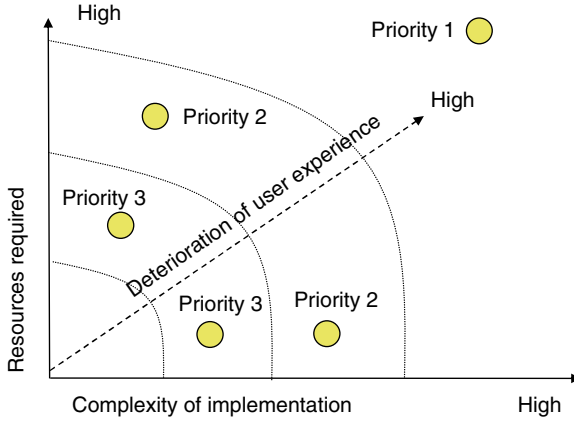 High
Priority 1
High
Priority 2
Deterioration of user experience
Priority 3
Resources required
Priority 3
Priority 2
Complexity of implementation
High